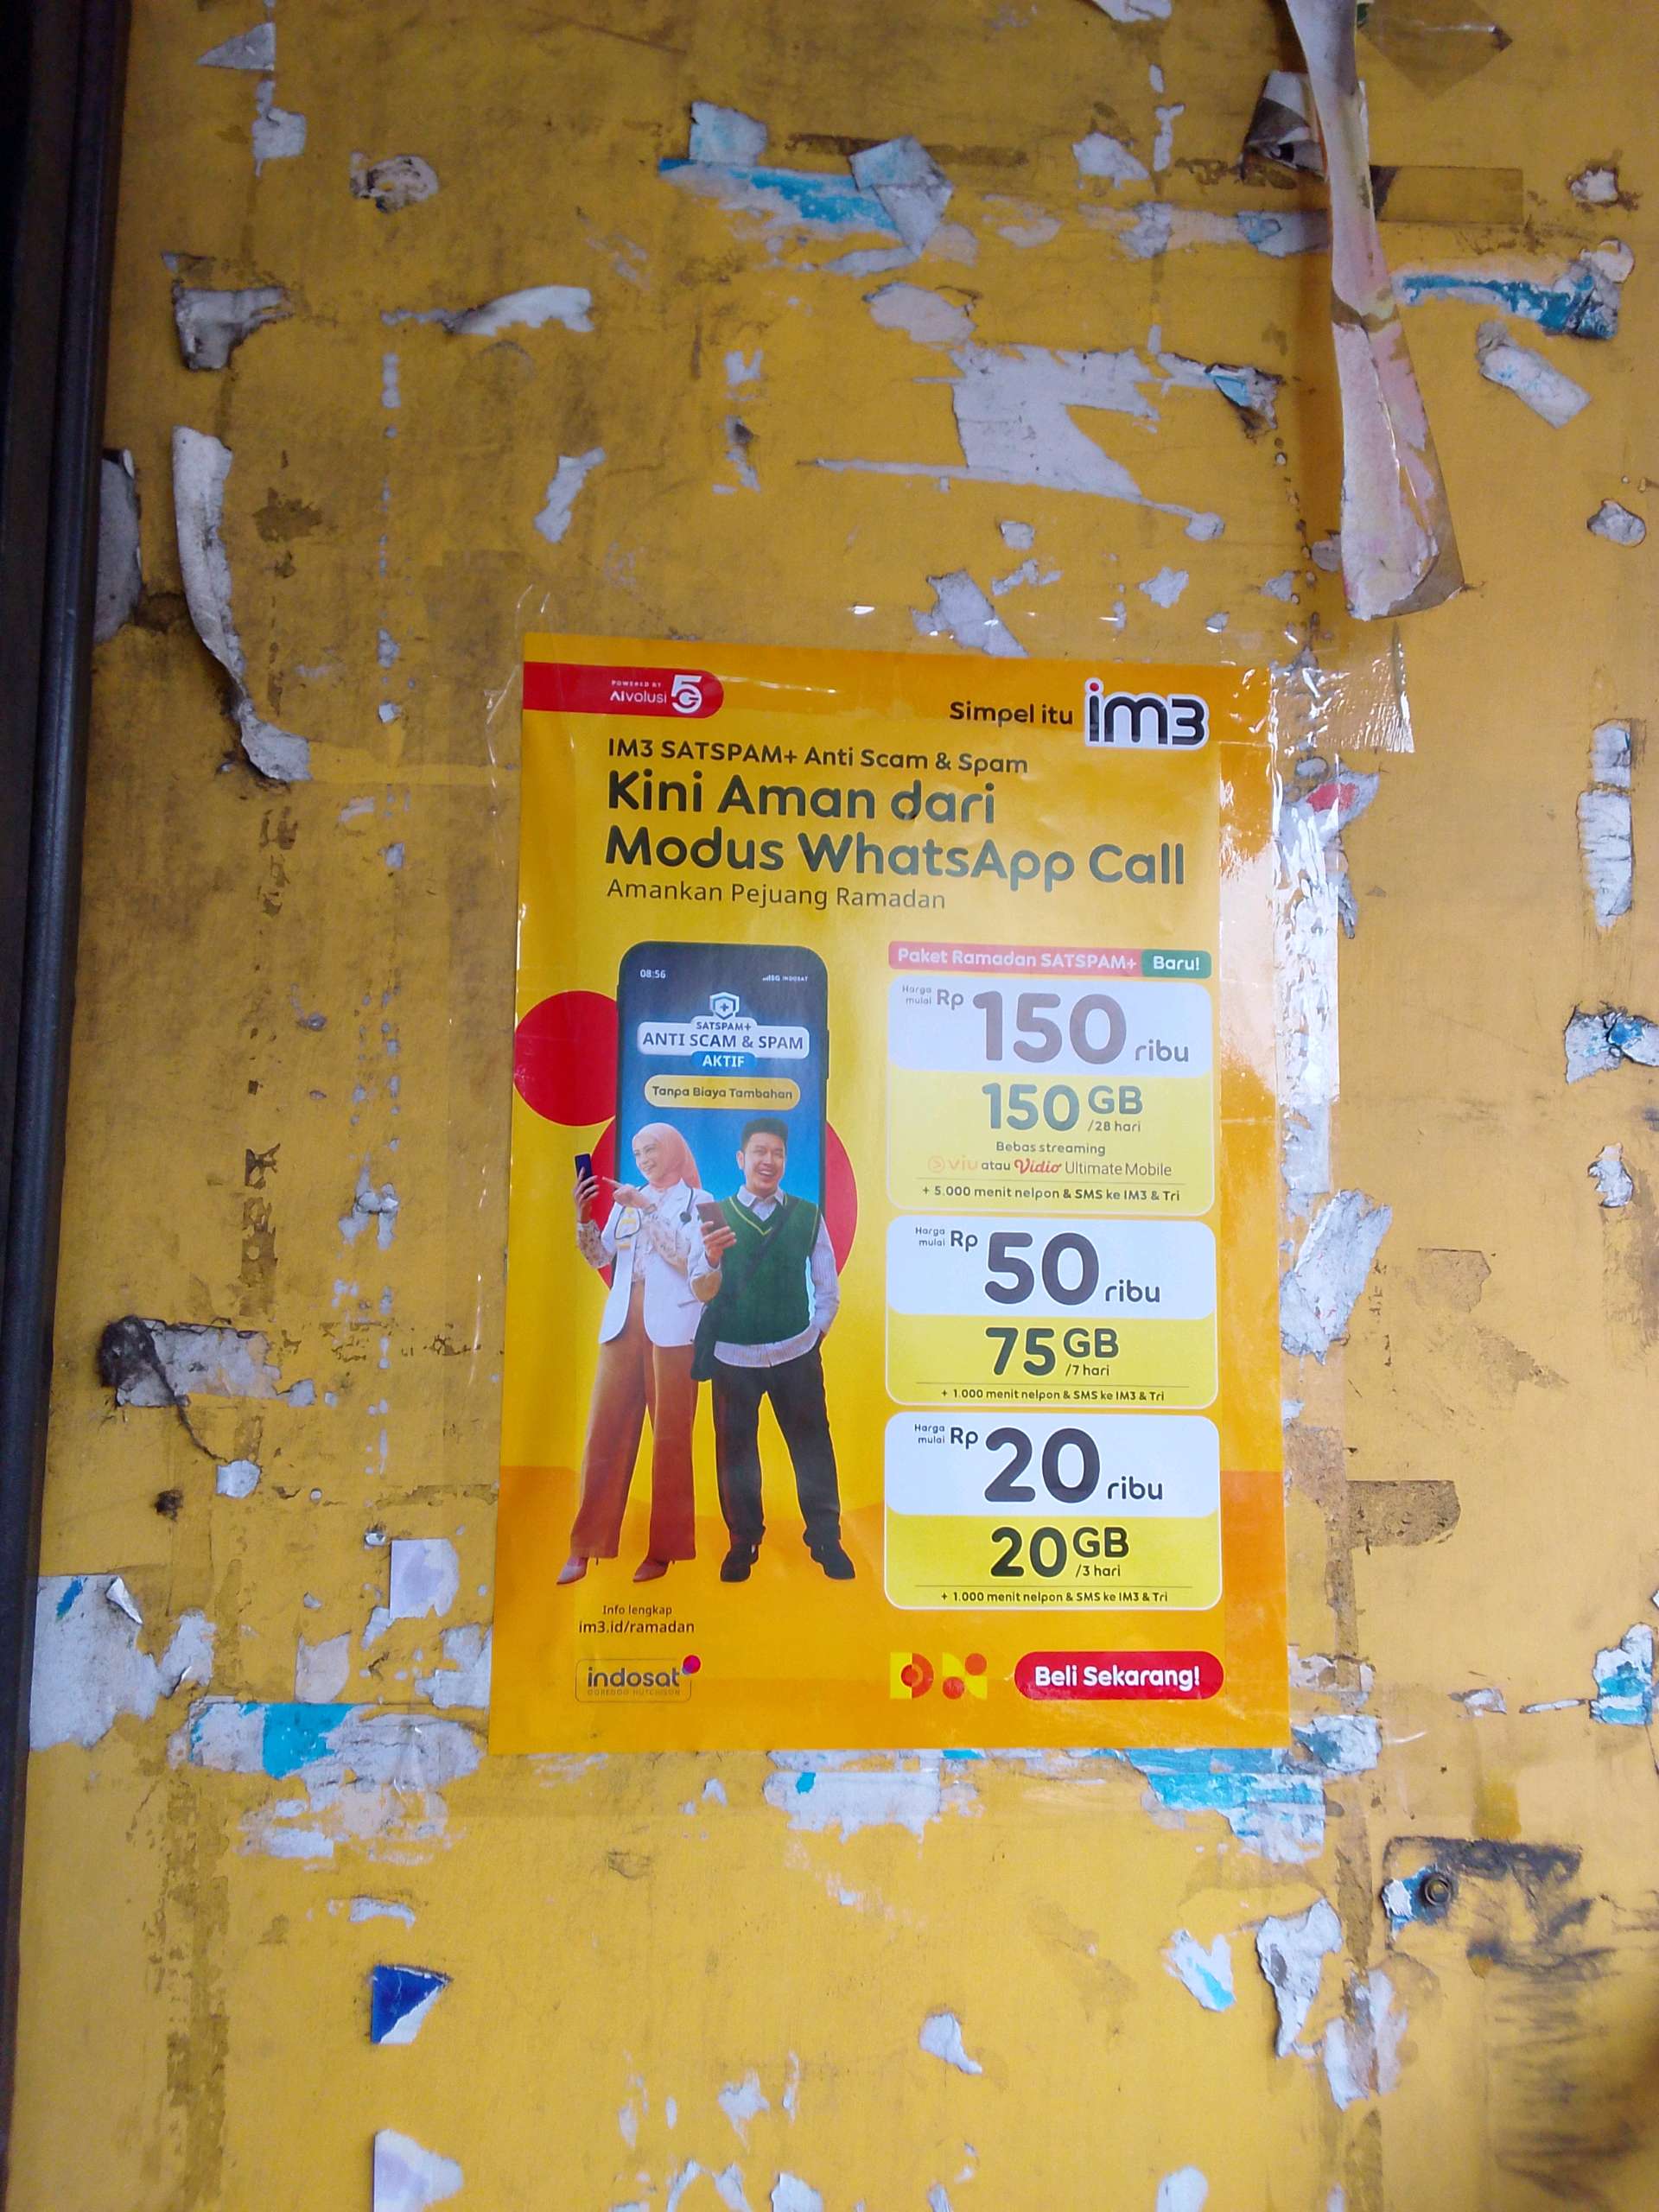 POWERED BY
AIvolusi 5G
Simpel itu im3
IM3 SATSPAM+ Anti Scam & Spam
Kini Aman dari
Modus WhatsApp Call
Amankan Pejuang Ramadan
08:56
5G INDOSAT
SATSPAM+
ANTI SCAM & SPAM
AKTIF
Tanpa Biaya Tambahan
Paket Ramadan SATSPAM+ Baru!
Harga mulai Rp 150 ribu
150 GB /28 hari
Bebas streaming
viu atau Vidio Ultimate Mobile
+ 5.000 menit nelpon & SMS ke IM3 & Tri
Harga mulai Rp 50 ribu
75 GB /7 hari
+ 1.000 menit nelpon & SMS ke IM3 & Tri
Harga mulai Rp 20 ribu
20 GB /3 hari
+ 1.000 menit nelpon & SMS ke IM3 & Tri
Info lengkap
im3.id/ramadan
indosat
OOREDOO HUTCHISON
Beli Sekarang!